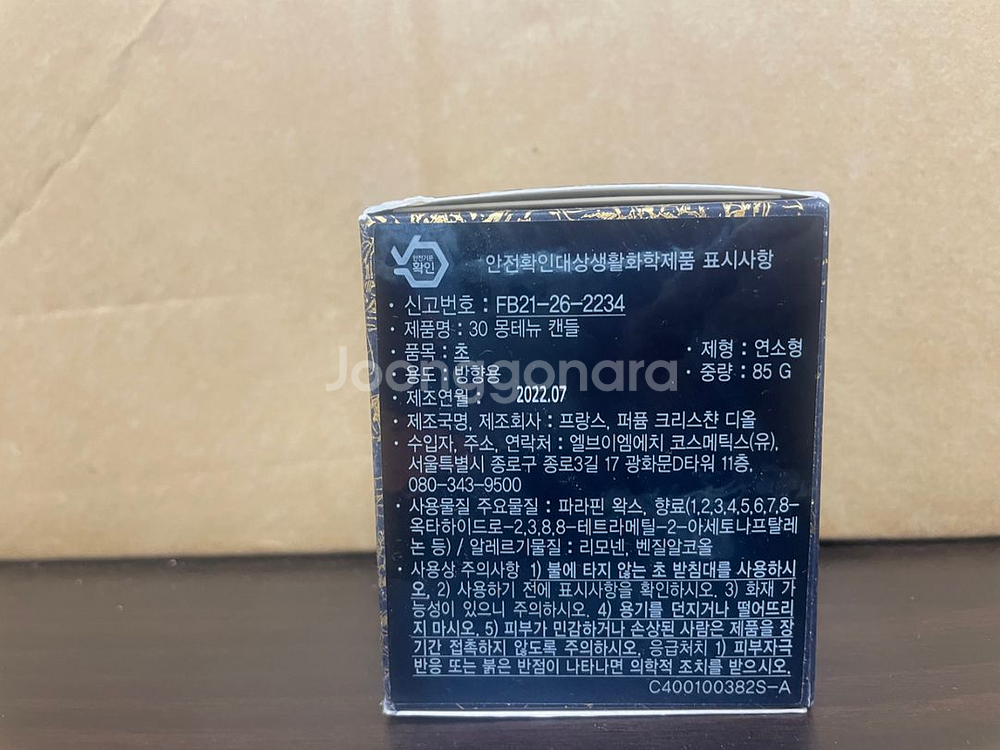 안전기준
확인
안전확인대상생활화학제품 표시사항
· 신고번호 : FB21-26-2234
· 제품명 : 30 몽테뉴 캔들
· 품목 : 초 · 제형 : 연소형
· 용도 : 방향용 · 중량 : 85 G
· 제조연월 : 2022.07
· 제조국명, 제조회사 : 프랑스, 퍼퓸 크리스챤 디올
· 수입자, 주소, 연락처 : 엘브이엠에치 코스메틱스(유),
서울특별시 종로구 종로3길 17 광화문D타워 11층,
080-343-9500
· 사용물질 주요물질 : 파라핀 왁스, 향료(1,2,3,4,5,6,7,8-
옥타하이드로-2,3,8,8-테트라메틸-2-아세토나프탈레
논 등) / 알레르기물질 : 리모넨, 벤질알코올
· 사용상 주의사항 1) 불에 타지 않는 초 받침대를 사용하시
오. 2) 사용하기 전에 표시사항을 확인하시오. 3) 화재 가
능성이 있으니 주의하시오. 4) 용기를 던지거나 떨어뜨리
지 마시오. 5) 피부가 민감하거나 손상된 사람은 제품을 장
기간 접촉하지 않도록 주의하시오. 응급처치 1) 피부자극
반응 또는 붉은 반점이 나타나면 의학적 조치를 받으시오.
C400100382S-A
Joonggonara